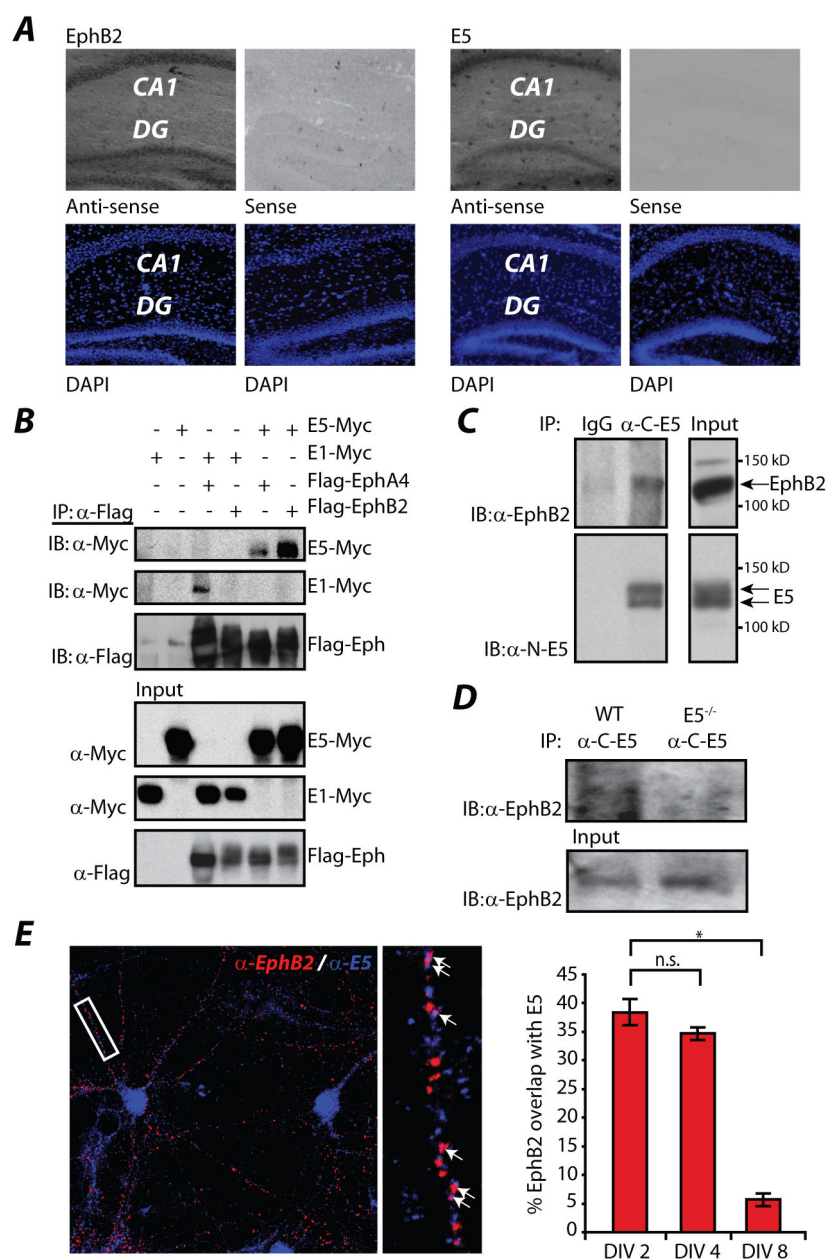 A
EphB2
E5
CA1
DG
CA1
DG
Anti-sense
Sense
Anti-sense
Sense
CA1
DG
CA1
DG
DAPI
DAPI
DAPI
DAPI
B
- + - - + + E5-Myc
+ - + + - - E1-Myc
- - + - + - Flag-EphA4
- - - + - + Flag-EphB2
IP: α-Flag
IB: α-Myc
E5-Myc
IB: α-Myc
E1-Myc
IB: α-Flag
Flag-Eph
Input
α-Myc
E5-Myc
α-Myc
E1-Myc
α-Flag
Flag-Eph
C
IP: IgG α-C-E5 Input
150 kD
EphB2
100 kD
IB:α-EphB2
150 kD
E5
100 kD
IB:α-N-E5
D
WT E5-/-
IP: α-C-E5 α-C-E5
IB:α-EphB2
Input
IB:α-EphB2
E
α-EphB2 / α-E5
*
n.s.
% EphB2 overlap with E5
45
40
35
30
25
20
15
10
5
0
DIV 2 DIV 4 DIV 8